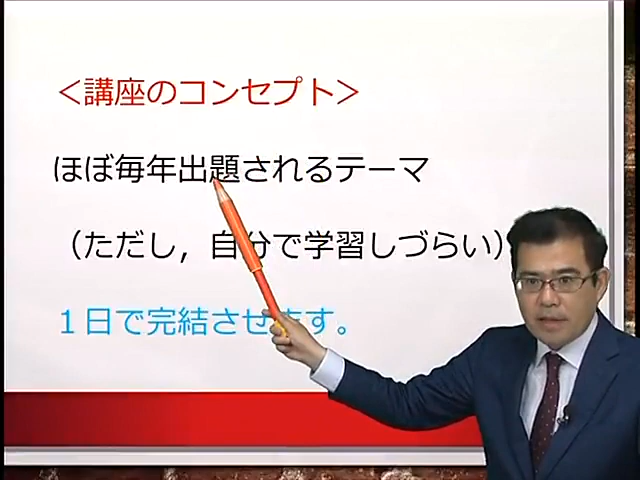 ＜講座のコンセプト＞
ほぼ毎年出題されるテーマ
（ただし，自分で学習しづらい）
１日で完結させます。